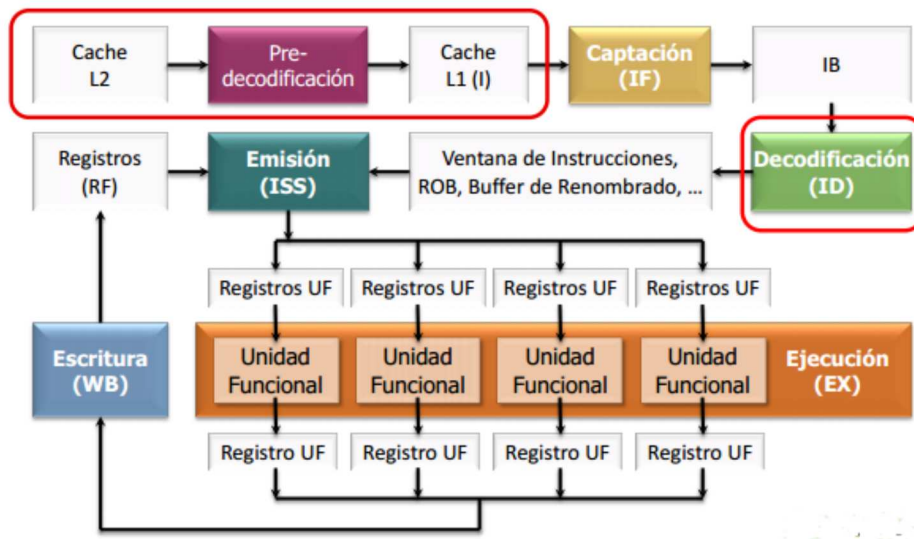 Cache
L2
Pre-
decodificación
Cache
L1 (I)
Captación
(IF)
IB
Registros
(RF)
Emisión
(ISS)
Ventana de Instrucciones,
ROB, Buffer de Renombrado, ...
Decodificación
(ID)
Registros UF
Registros UF
Registros UF
Registros UF
Escritura
(WB)
Unidad
Funcional
Unidad
Funcional
Unidad
Funcional
Unidad
Funcional
Ejecución
(EX)
Registro UF
Registro UF
Registro UF
Registro UF